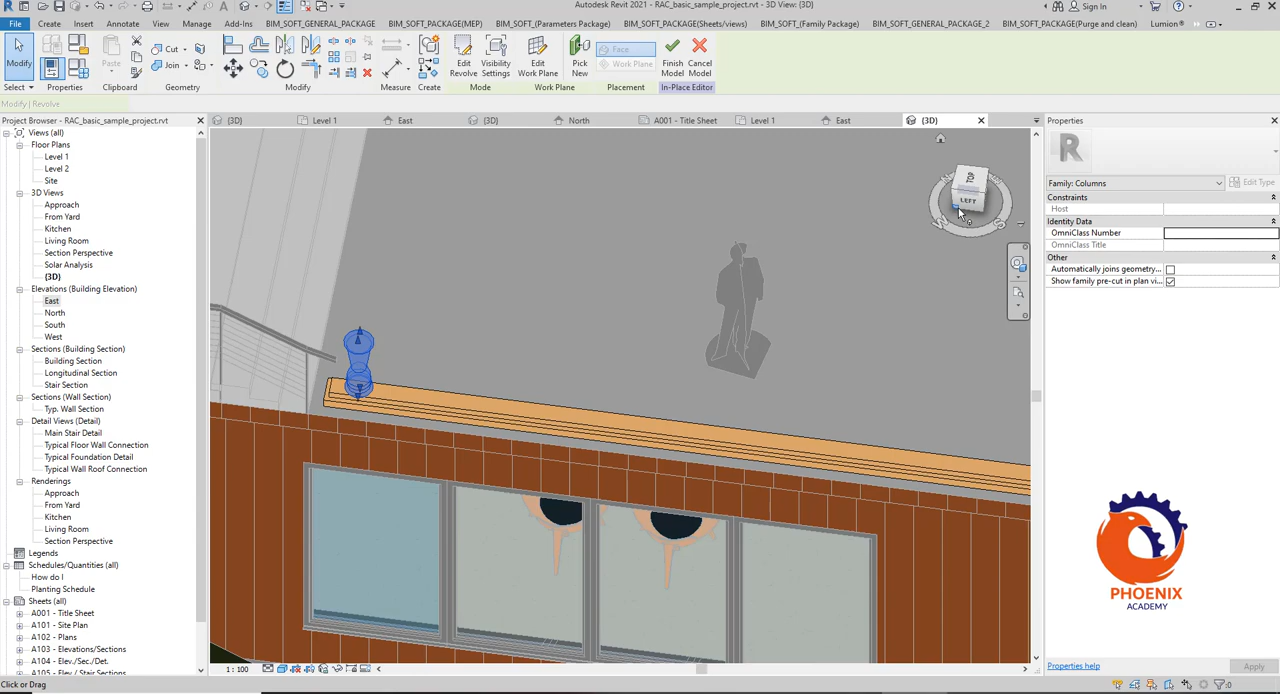 Autodesk Revit 2021 - RAC_basic_sample_project.rvt - 3D View: {3D}
Sign In
File Create Annotate View Manage Add-Ins BIM_SOFT_GENERAL_PACKAGE BIM_SOFT_PACKAGE(MEP) BIM_SOFT_(Parameters Package) BIM_SOFT_PACKAGE(Sheets/views) BIM_SOFT_(Family Package) BIM_SOFT_GENERAL_PACKAGE_2 BIM_SOFT_PACKAGE(Purge and clean) Lumion®
Modify Paste Cut Join Edit Revolve Visibility Settings Edit Work Plane Pick New Face Work Plane Finish Model Cancel Model
Select Properties Clipboard Geometry Modify Measure Create Mode Work Plane Placement In-Place Editor
Modify | Revolve
Project Browser - RAC_basic_sample_project.rvt
{3D} Level 1 East {3D} North A001 - Title Sheet Level 1 East {3D}
Views (all)
Floor Plans
Level 1
Level 2
Site
3D Views
Approach
From Yard
Kitchen
Living Room
Section Perspective
Solar Analysis
{3D}
Elevations (Building Elevation)
East
North
South
West
Sections (Building Section)
Building Section
Longitudinal Section
Stair Section
Sections (Wall Section)
Typ. Wall Section
Detail Views (Detail)
Main Stair Detail
Typical Floor Wall Connection
Typical Foundation Detail
Typical Wall Roof Connection
Renderings
Approach
From Yard
Kitchen
Living Room
Section Perspective
Legends
Schedules/Quantities (all)
How do I
Planting Schedule
Sheets (all)
A001 - Title Sheet
A101 - Site Plan
A102 - Plans
A103 - Elevations/Sections
A104 - Elev./Sec./Det.
A105 - Elev./ Stair Sections
TOP
LEFT
W
S
Properties
R
Family: Columns
Edit Type
Constraints
Host
Identity Data
OmniClass Number
OmniClass Title
Other
Automatically joins geometry...
Show family pre-cut in plan vi...
PHOENIX
ACADEMY
Properties help
Apply
1 : 100
Click or Drag
:0